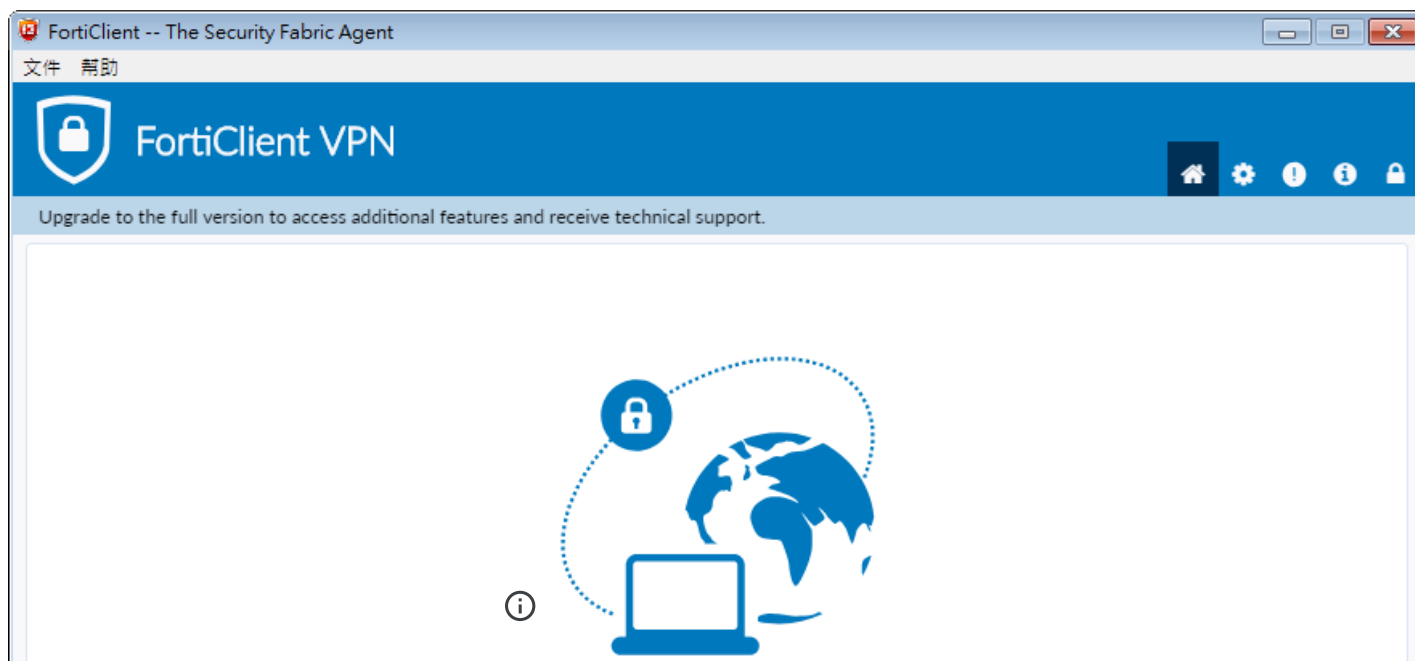 FortiClient -- The Security Fabric Agent
文件 幫助
FortiClient VPN
Upgrade to the full version to access additional features and receive technical support.